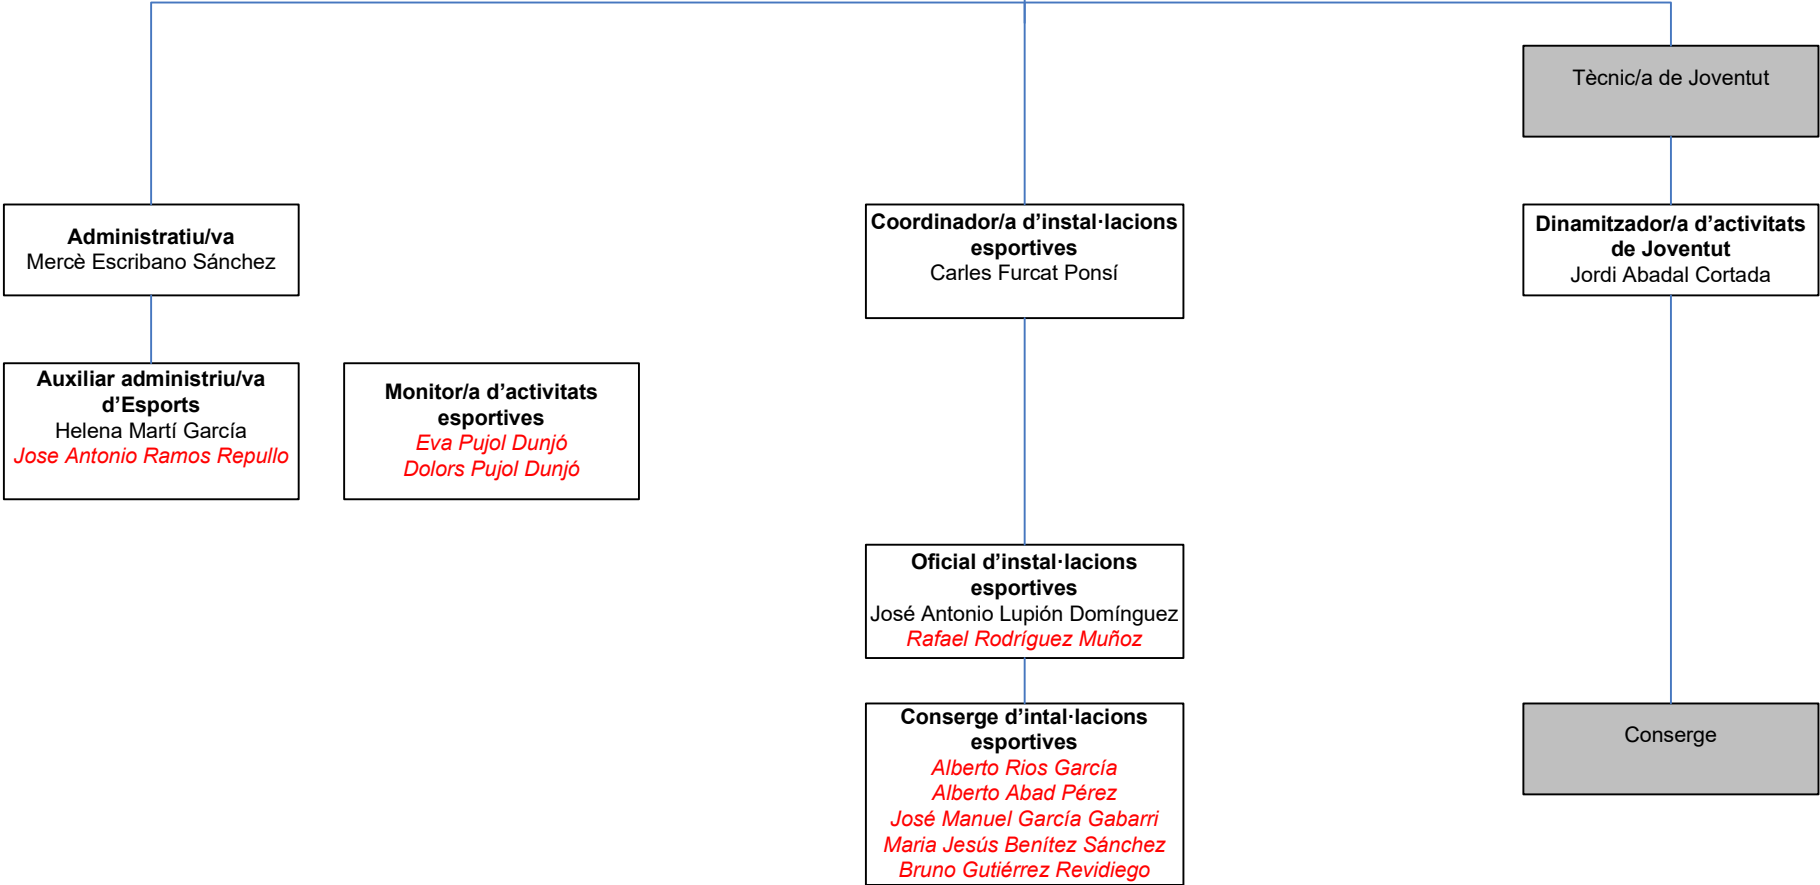 Tècnic/a de Joventut
Administratiu/va
Mercè Escribano Sánchez
Coordinador/a d'instal·lacions
esportives
Carles Furcat Ponsí
Dinamitzador/a d'activitats
de Joventut
Jordi Abadal Cortada
Auxiliar administriu/va
d'Esports
Helena Martí García
Jose Antonio Ramos Repullo
Monitor/a d'activitats
esportives
Eva Pujol Dunjó
Dolors Pujol Dunjó
Oficial d'instal·lacions
esportives
José Antonio Lupión Domínguez
Rafael Rodríguez Muñoz
Conserge d'intal·lacions
esportives
Alberto Rios García
Alberto Abad Pérez
José Manuel García Gabarri
Maria Jesús Benítez Sánchez
Bruno Gutiérrez Revidiego
Conserge